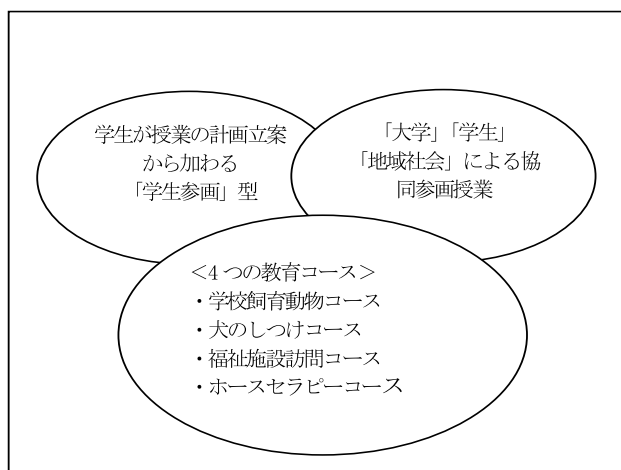 学生が授業の計画立案
から加わる
「学生参画」型
「大学」「学生」
「地域社会」による協
同参画授業
＜4 つの教育コース＞
・学校飼育動物コース
・犬のしつけコース
・福祉施設訪問コース
・ホースセラピーコース